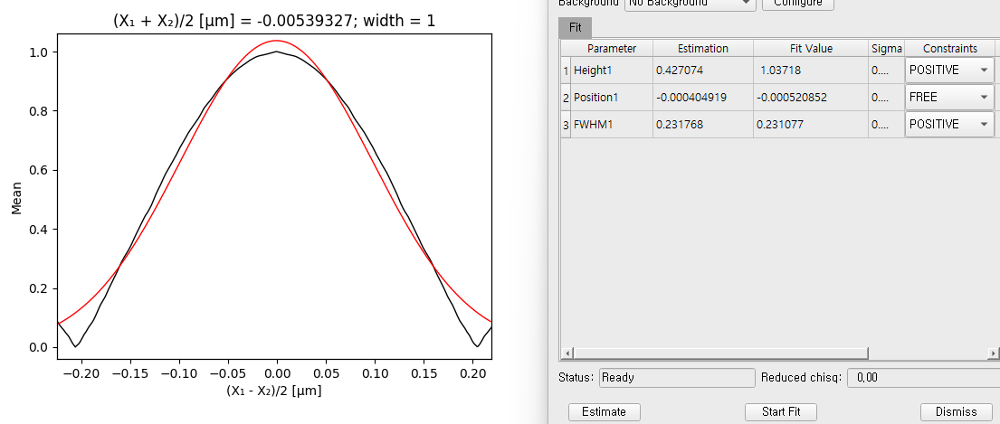 (X₁ + X₂)/2 [μm] = -0.00539327; width = 1
1.0
0.8
0.6
0.4
0.2
0.0
Mean
−0.20 −0.15 −0.10 −0.05 0.00 0.05 0.10 0.15 0.20
(X₁ - X₂)/2 [μm]
Background No Background Configure
Fit
Parameter Estimation Fit Value Sigma Constraints
1 Height1 0.427074 1.03718 0.... POSITIVE
2 Position1 -0.000404919 -0.000520852 0.... FREE
3 FWHM1 0.231768 0.231077 0.... POSITIVE
Status: Ready Reduced chisq: 0,00
Estimate Start Fit Dismiss